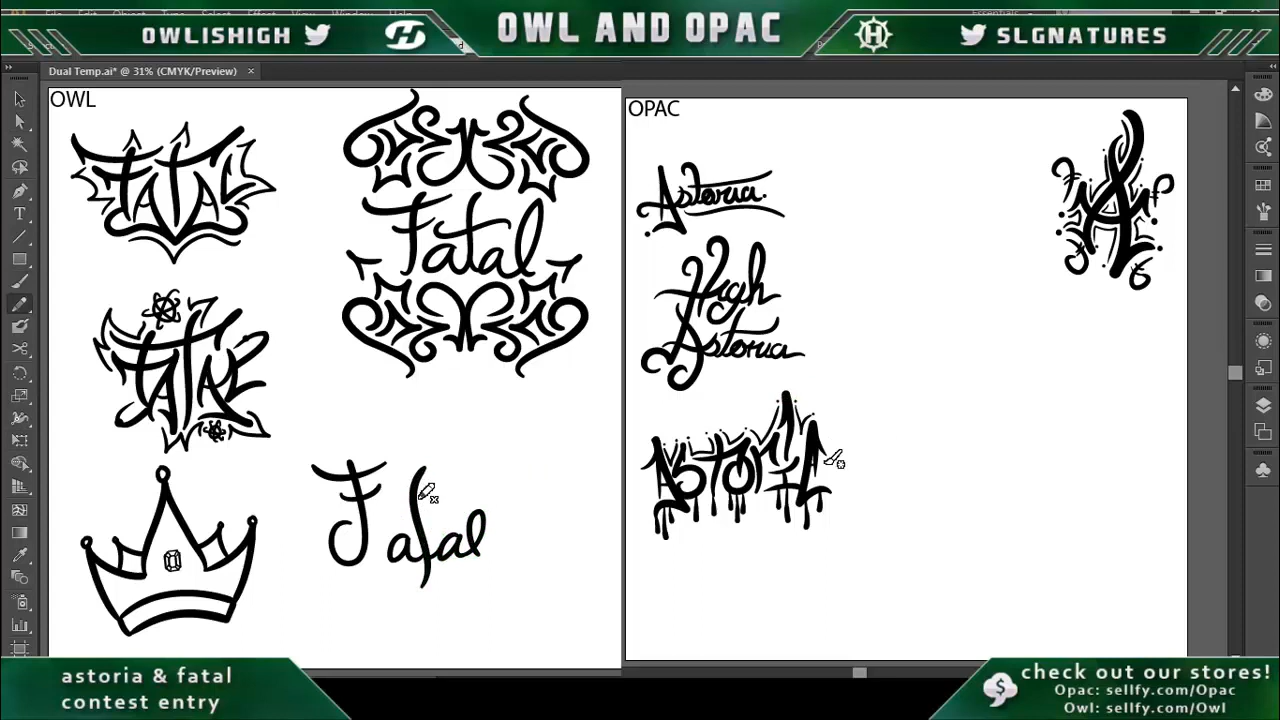 OWLISHIGH
OWL AND OPAC
SLGNATURES
Dual Temp.ai* @ 31% (CMYK/Preview) ×
OWL
OPAC
Fatal
Fatal
Fatal
Fatal
Astoria
High
Astoria
Astoria
A
astoria & fatal
contest entry
check out our stores!
Opac: sellfy.com/Opac
Owl: sellfy.com/Owl